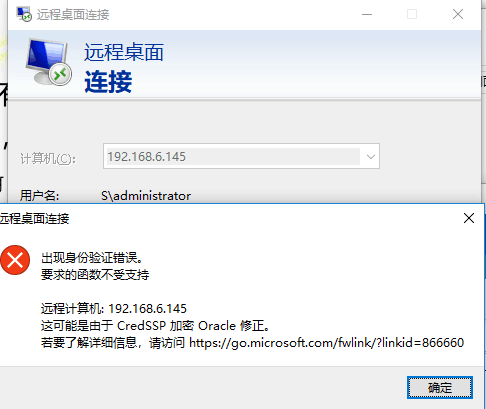 远程桌面连接
远程桌面
连接
计算机(C):
192.168.6.145
用户名:
S\administrator
远程桌面连接
出现身份验证错误。
要求的函数不受支持
远程计算机: 192.168.6.145
这可能是由于 CredSSP 加密 Oracle 修正。
若要了解详细信息，请访问 https://go.microsoft.com/fwlink/?linkid=866660
确定